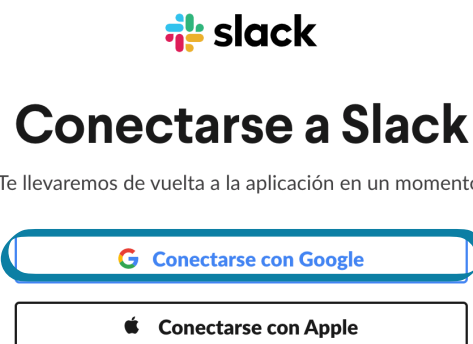 slack
Conectarse a Slack
Te llevaremos de vuelta a la aplicación en un momento
Conectarse con Google
Conectarse con Apple